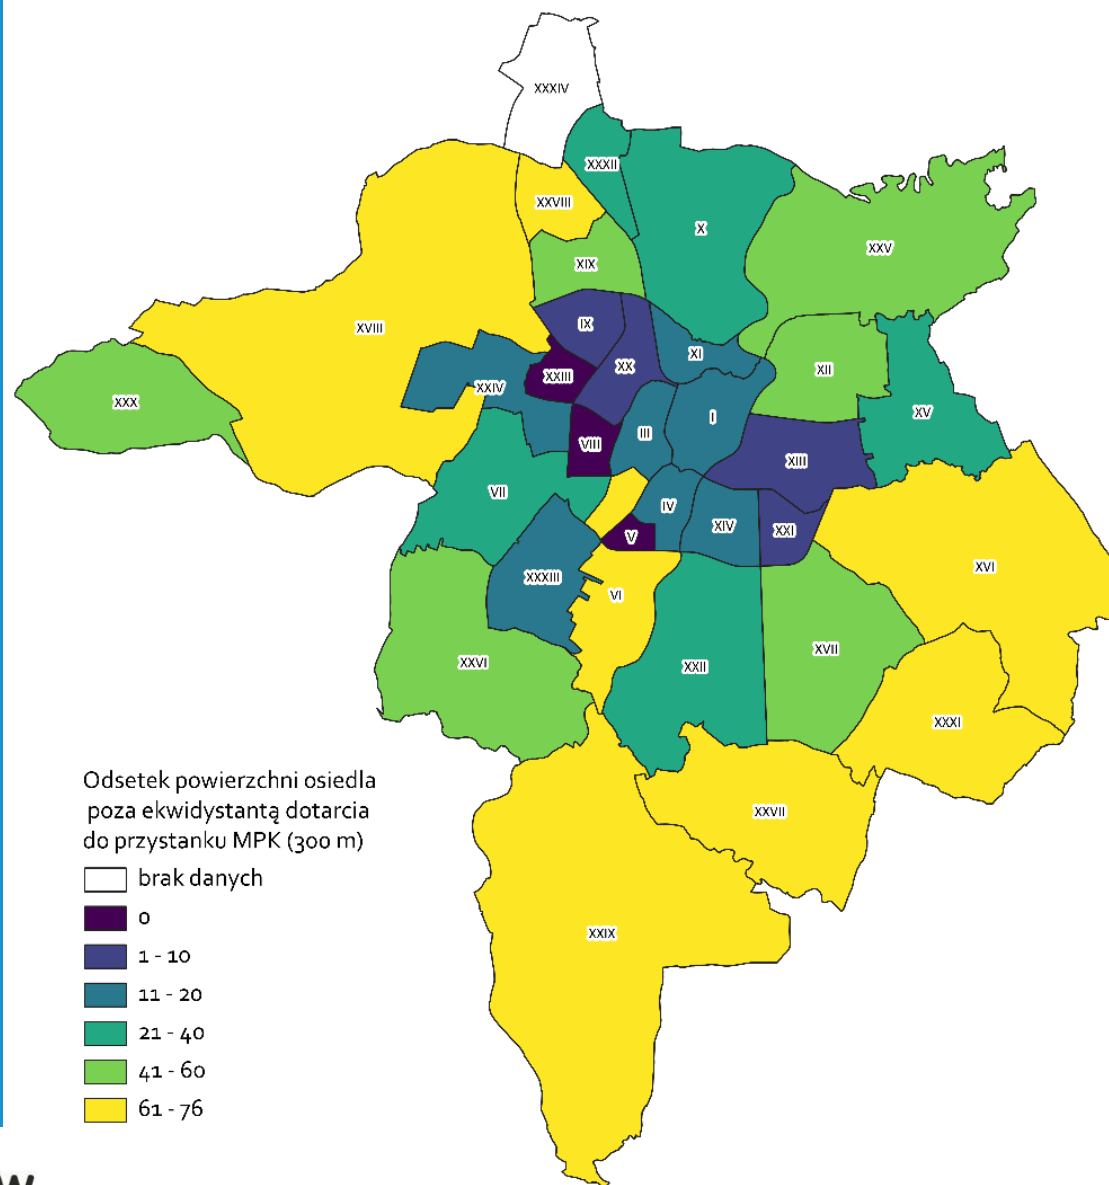 XXXIV
XXXII
XXVIII
X
XXV
XIX
IX
XVIII
XI
XX
XII
XXIII
XXIV
XXX
XV
I
III
VIII
XIII
VII
IV
XIV
XXI
V
XVI
XXXIII
VI
XVII
XXVI
XXII
XXXI
XXVII
XXIX
Odsetek powierzchni osiedla
poza ekwidystantą dotarcia
do przystanku MPK (300 m)
brak danych
0
1 - 10
11 - 20
21 - 40
41 - 60
61 - 76